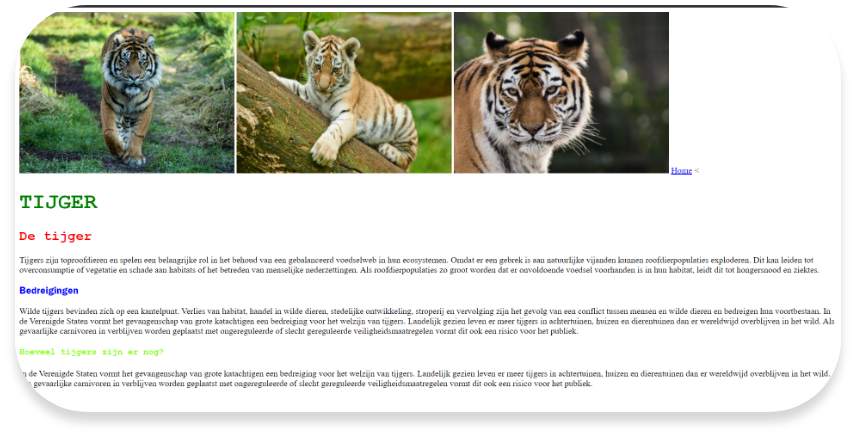 Home <
TIJGER
De tijger
Tijgers zijn toproofdieren en spelen een belangrijke rol in het behoud van een gebalanceerd voedselweb in hun ecosystemen. Omdat er een gebrek is aan natuurlijke vijanden kunnen roofdierpopulaties exploderen. Dit kan leiden tot
overconsumptie of vegetatie en schade aan habitats of het betreden van menselijke nederzettingen. Als roofdierpopulaties zo groot worden dat er onvoldoende voedsel voorhanden is in hun habitat, leidt dit tot hongersnood en ziektes.
Bedreigingen
Wilde tijgers bevinden zich op een kantelpunt. Verlies van habitat, handel in wilde dieren, stedelijke ontwikkeling, stroperij en vervolging zijn het gevolg van een conflict tussen mensen en wilde dieren en bedreigen hun voortbestaan. In
de Verenigde Staten vormt het gevangenschap van grote katachtigen een bedreiging voor het welzijn van tijgers. Landelijk gezien leven er meer tijgers in achtertuinen, huizen en dierentuinen dan er wereldwijd overblijven in het wild. Als
gevaarlijke carnivoren in verblijven worden geplaatst met ongereguleerde of slecht gereguleerde veiligheidsmaatregelen vormt dit ook een risico voor het publiek.
Hoeveel tijgers zijn er nog?
de Verenigde Staten vormt het gevangenschap van grote katachtigen een bedreiging voor het welzijn van tijgers. Landelijk gezien leven er meer tijgers in achtertuinen, huizen en dierentuinen dan er wereldwijd overblijven in het wild.
gevaarlijke carnivoren in verblijven worden geplaatst met ongereguleerde of slecht gereguleerde veiligheidsmaatregelen vormt dit ook een risico voor het publiek.